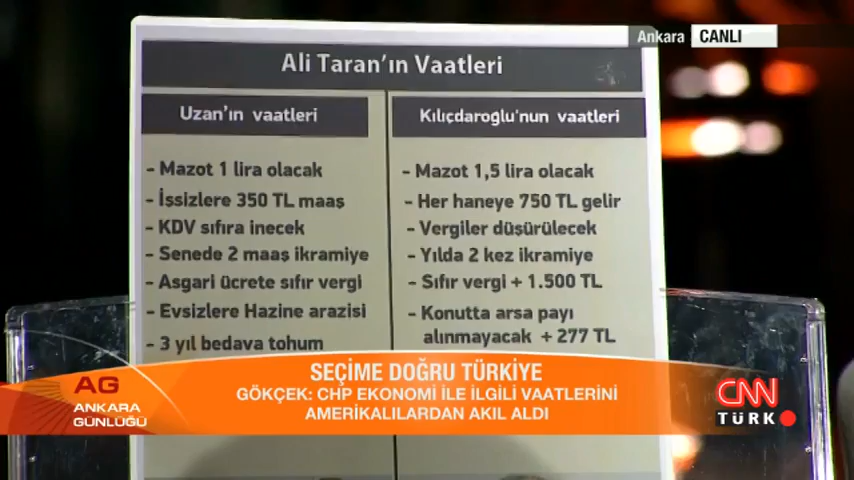 Ankara CANLI
Ali Taran'ın Vaatleri
Uzan'ın vaatleri
- Mazot 1 lira olacak
- İşsizlere 350 TL maaş
- KDV sıfıra inecek
- Senede 2 maaş ikramiye
- Asgari ücrete sıfır vergi
- Evsizlere Hazine arazisi
- 3 yıl bedava tohum
Kılıçdaroğlu'nun vaatleri
- Mazot 1,5 lira olacak
- Her haneye 750 TL gelir
- Vergiler düşürülecek
- Yılda 2 kez ikramiye
- Sıfır vergi + 1.500 TL
- Konutta arsa payı
alınmayacak + 277 TL
AG
ANKARA
GÜNLÜĞÜ
SEÇİME DOĞRU TÜRKİYE
GÖKÇEK: CHP EKONOMİ İLE İLGİLİ VAATLERİNİ
AMERİKALILARDAN AKIL ALDI
CNN
TÜRK